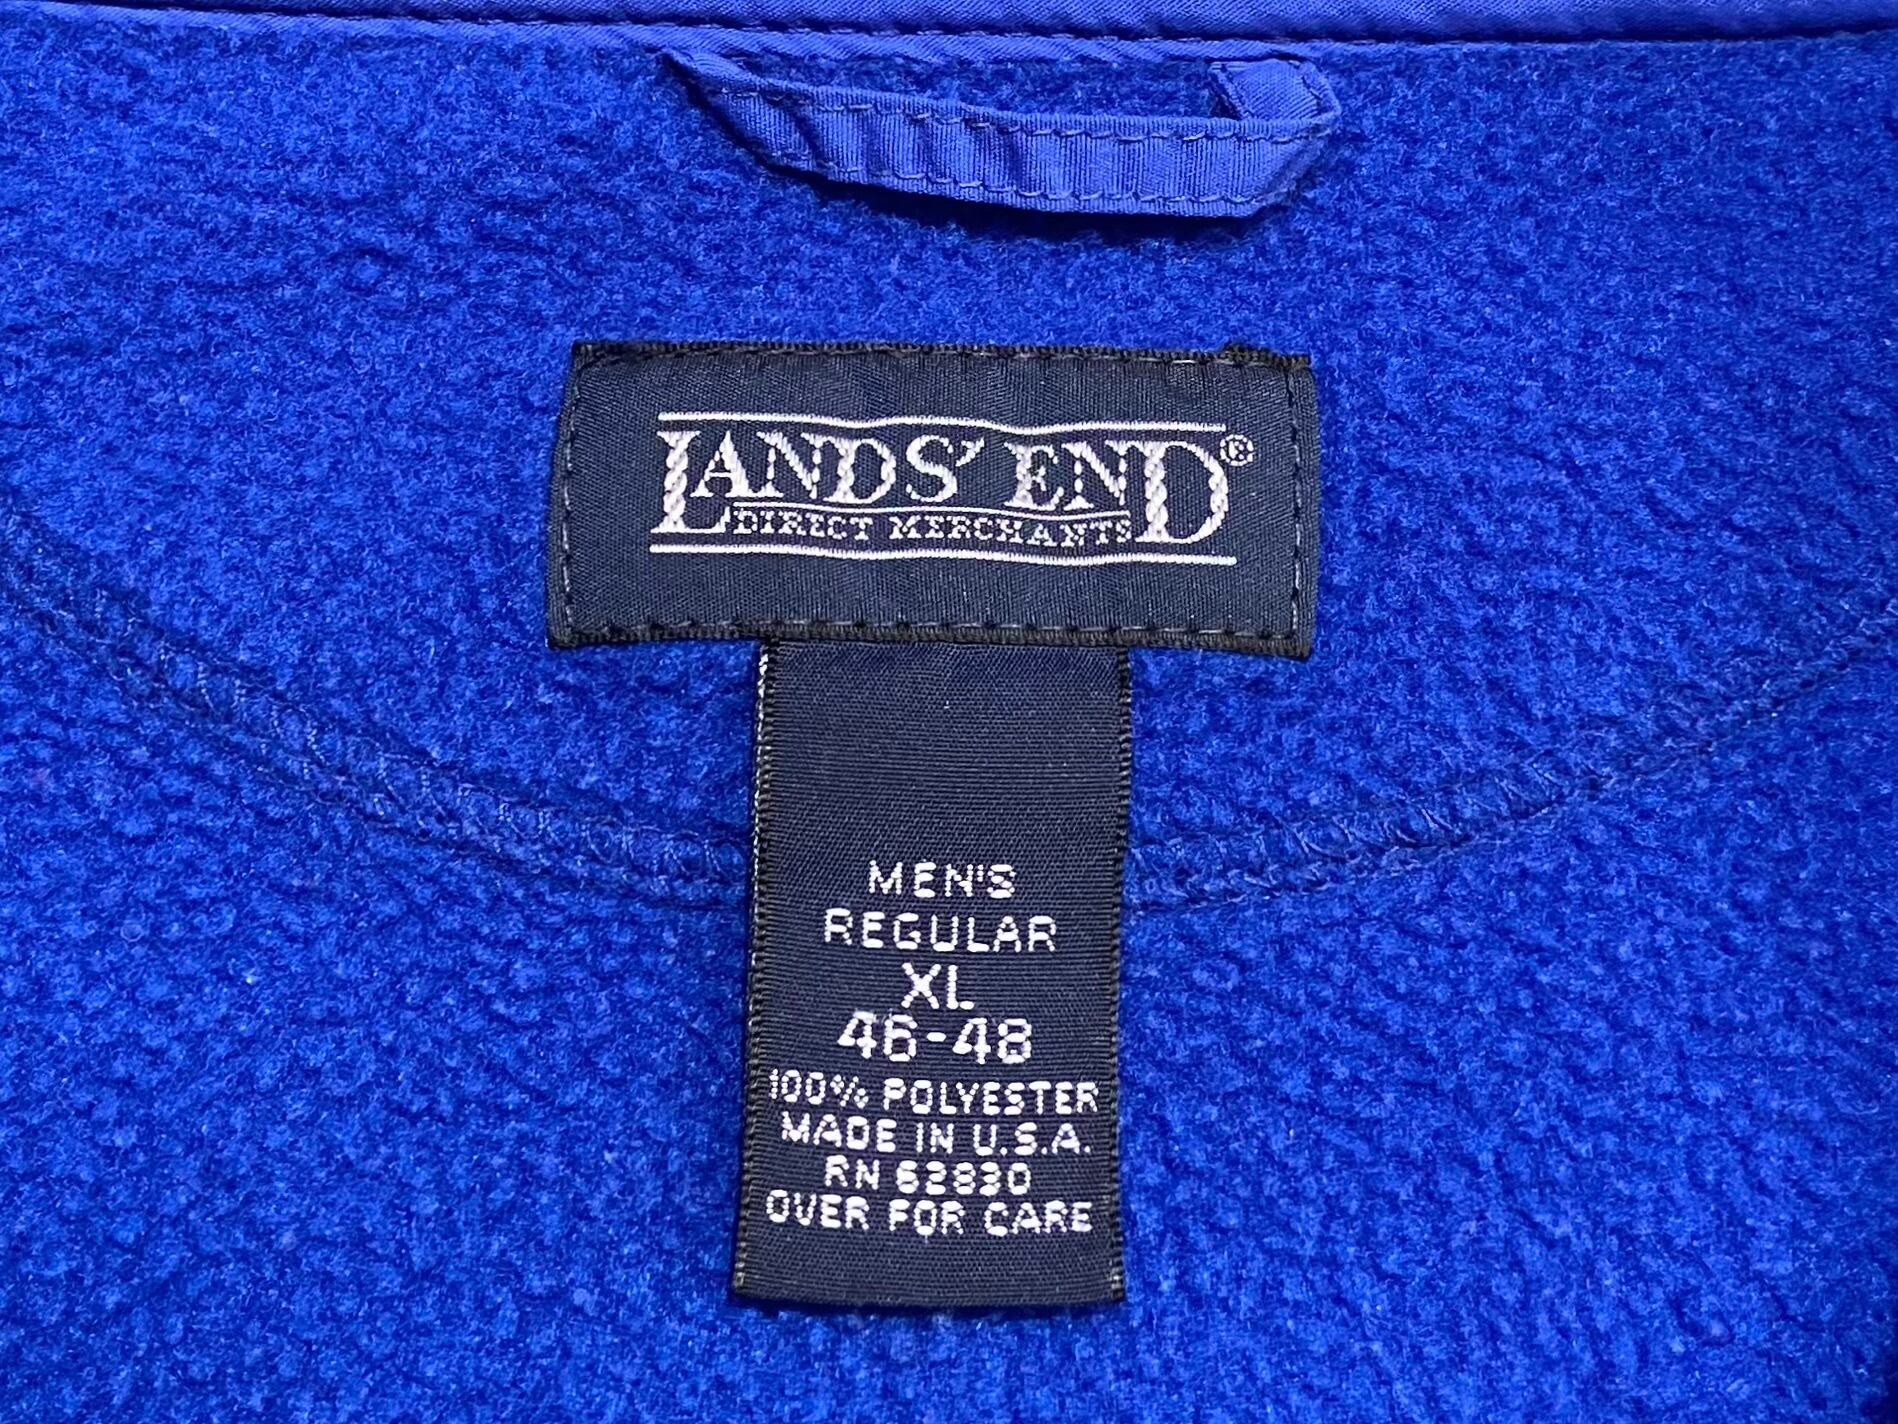 LANDS' END®
DIRECT MERCHANTS
MEN'S
REGULAR
XL
46-48
100% POLYESTER
MADE IN U.S.A.
RN 62830
OVER FOR CARE